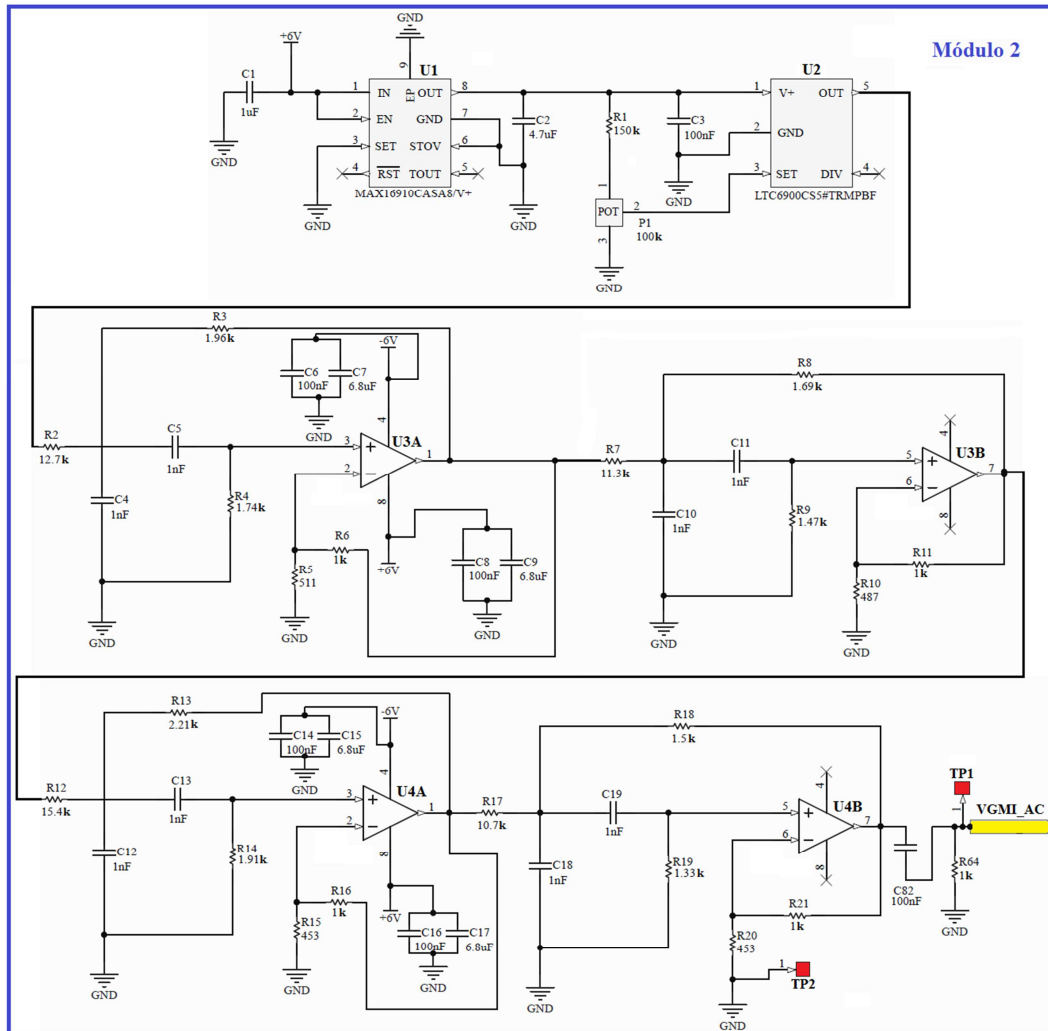 Módulo 2
GND
+6V
U1
U2
C1
1uF
9
1 IN EP OUT 8
2 EN GND 7
3 SET STOV 6
4 RST TOUT 5
MAX16910CASA8/V+
GND
GND
C2
4.7uF
GND
R1
150k
1
POT 2
3
P1
100k
GND
C3
100nF
GND
1 V+ OUT 5
2 GND
3 SET DIV 4
LTC6900CS5#TRMPBF
R3
1.96k
-6V
C6
100nF
C7
6.8uF
GND
4
R2
12.7k
C5
1nF
3 +
2 −
U3A
1
8
C4
1nF
R4
1.74k
R6
1k
R5
511
GND
GND
+6V
C8
100nF
C9
6.8uF
GND
R8
1.69k
R7
11.3k
C11
1nF
4
5 +
6 −
U3B
7
8
C10
1nF
R9
1.47k
R11
1k
R10
487
GND
GND
R13
2.21k
-6V
C14
100nF
C15
6.8uF
GND
4
R12
15.4k
C13
1nF
3 +
2 −
U4A
1
8
C12
1nF
R14
1.91k
R16
1k
R15
453
GND
GND
+6V
C16
100nF
C17
6.8uF
GND
R18
1.5k
R17
10.7k
C19
1nF
4
5 +
6 −
U4B
7
8
C18
1nF
R19
1.33k
R21
1k
R20
453
GND
GND
1
TP2
C82
100nF
TP1
1
VGMI_AC
R64
1k
GND